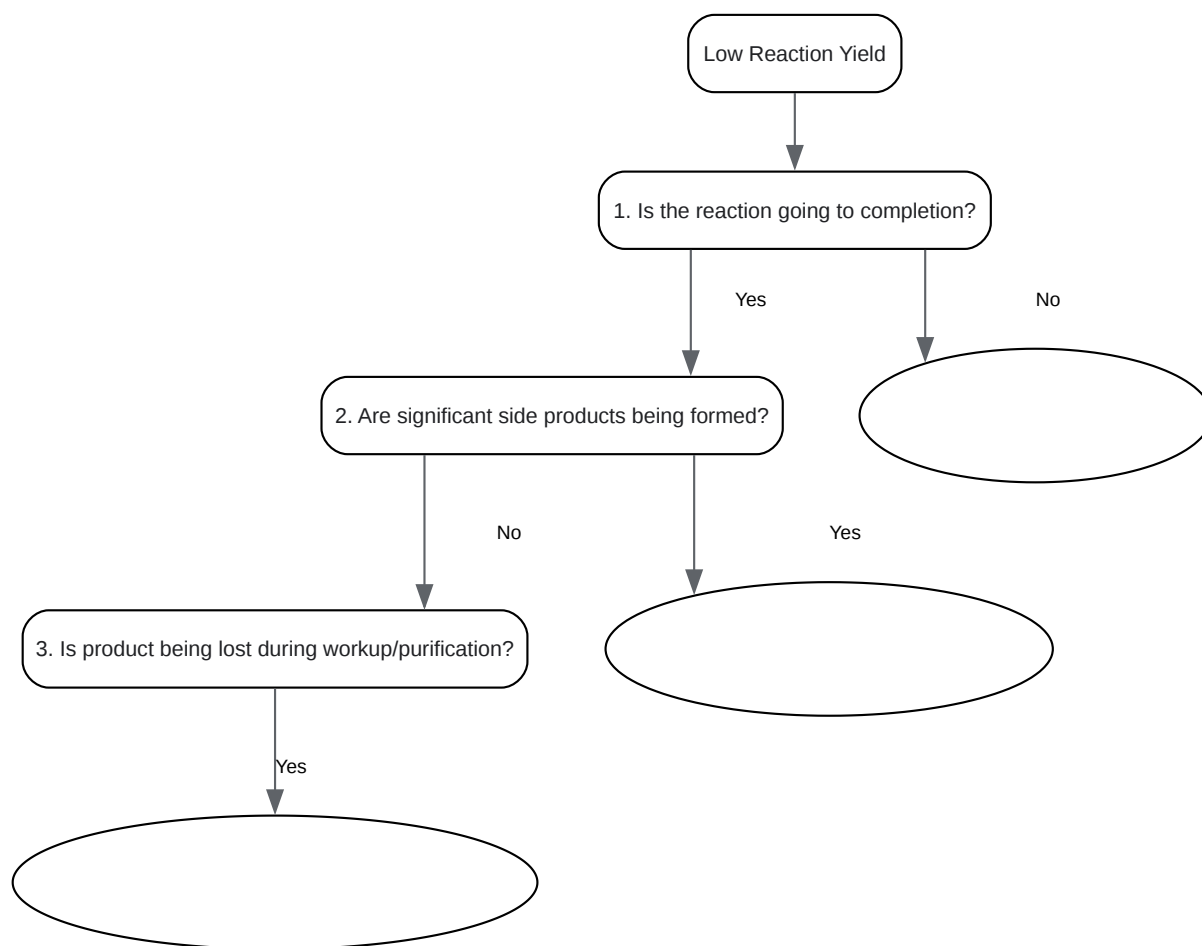 Low Reaction Yield
1. Is the reaction going to completion?
Yes
No
2. Are significant side products being formed?
No
Yes
3. Is product being lost during workup/purification?
Yes